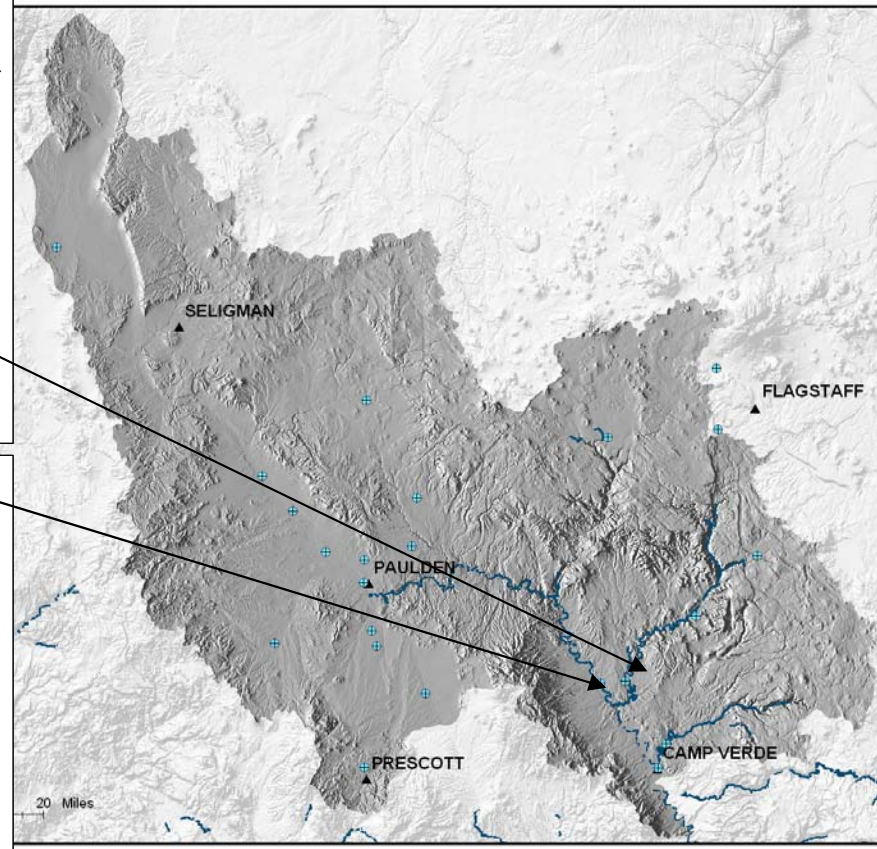 SELIGMAN
FLAGSTAFF
PAULDEN
CAMP VERDE
PRESCOTT
20 Miles